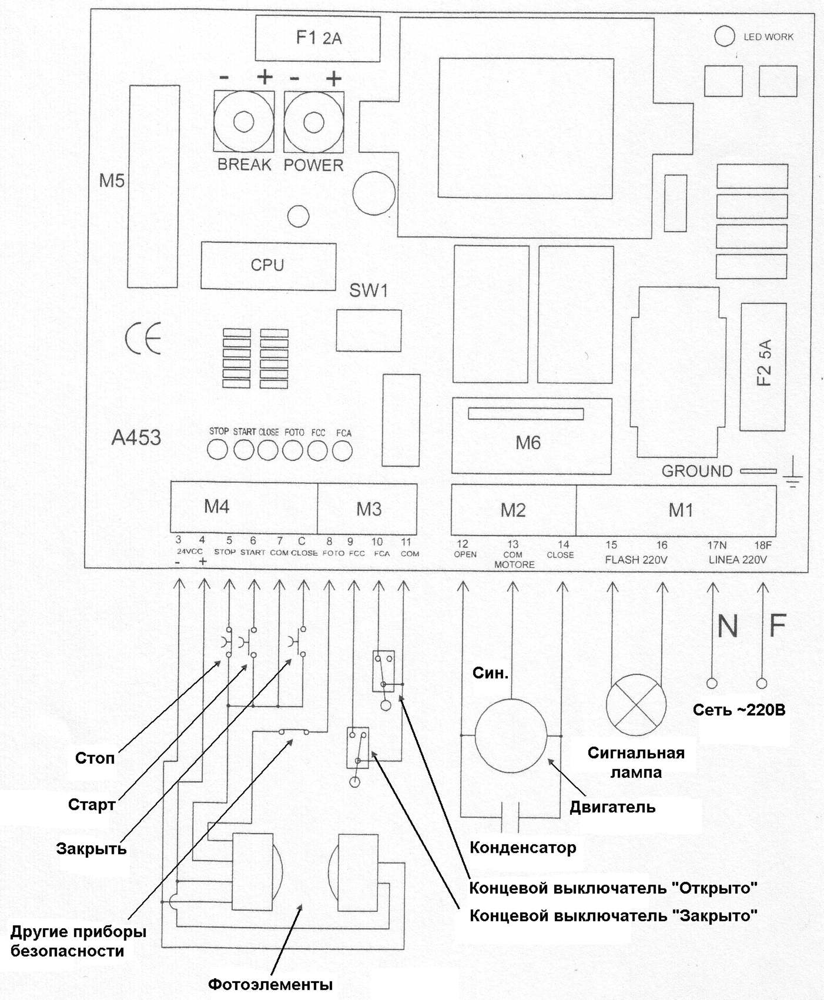 F1 2A
LED WORK
- + - +
BREAK POWER
M5
CPU
SW1
CE
F2 5A
A453
STOP START CLOSE FOTO FCC FCA
M6
GROUND
M4 M3 M2 M1
3 4 5 6 7 C 8 9 10 11
24VCC STOP START COM CLOSE FOTO FCC FCA COM
- +
12 13 14 15 16 17N 18F
OPEN COM CLOSE FLASH 220V LINEA 220V
MOTORE
N F
Син.
Сеть ~220В
Стоп
Сигнальная
лампа
Старт
Двигатель
Закрыть
Конденсатор
Концевой выключатель "Открыто"
Концевой выключатель "Закрыто"
Другие приборы
безопасности
Фотоэлементы